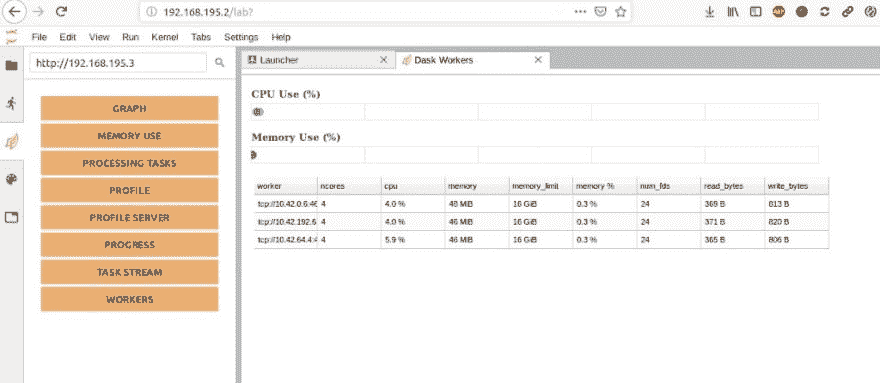 192.168.195.2/lab?
File Edit View Run Kernel Tabs Settings Help
http://192.168.195.3
Launcher
Dask Workers
GRAPH
MEMORY USE
PROCESSING TASKS
PROFILE
PROFILE SERVER
PROGRESS
TASK STREAM
WORKERS
CPU Use (%)
Memory Use (%)
worker ncores cpu memory memory_limit memory % num_fds read_bytes write_bytes
tcp://10.42.0.6:46 4 4.0 % 46 MiB 16 GiB 0.3 % 24 369 B 813 B
tcp://10.42.192.6 4 4.0 % 46 MiB 16 GiB 0.3 % 24 371 B 820 B
tcp://10.42.64.4:4 4 5.9 % 46 MiB 16 GiB 0.3 % 24 365 B 806 B